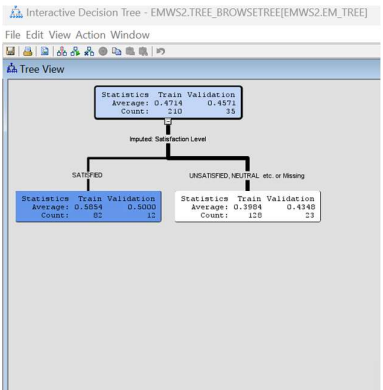 Interactive Decision Tree - EMWS2.TREE_BROWSETREE[EMWS2.EM_TREE]
File Edit View Action Window
Tree View
Statistics Train Validation
Average: 0.4714 0.4571
Count: 210 35
Imputed: Satisfaction Level
SATISFIED
UNSATISFIED, NEUTRAL etc. or Missing
Statistics Train Validation
Average: 0.5854 0.5000
Count: 82 12
Statistics Train Validation
Average: 0.3984 0.4348
Count: 128 23